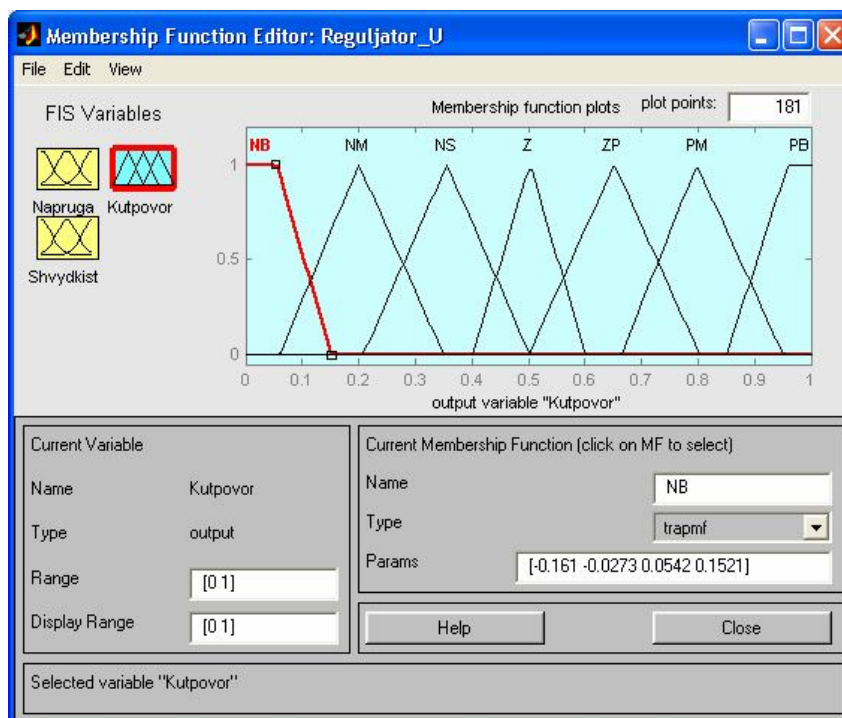 Membership Function Editor: Reguljator_U
File Edit View
FIS Variables
Membership function plots plot points: 181
Napruga Kutpovor
Shvydkist
NB NM NS Z ZP PM PB
1
0.5
0
0 0.1 0.2 0.3 0.4 0.5 0.6 0.7 0.8 0.9 1
output variable "Kutpovor"
Current Variable
Name Kutpovor
Type output
Range [0 1]
Display Range [0 1]
Current Membership Function (click on MF to select)
Name NB
Type trapmf
Params [-0.161 -0.0273 0.0542 0.1521]
Help Close
Selected variable "Kutpovor"